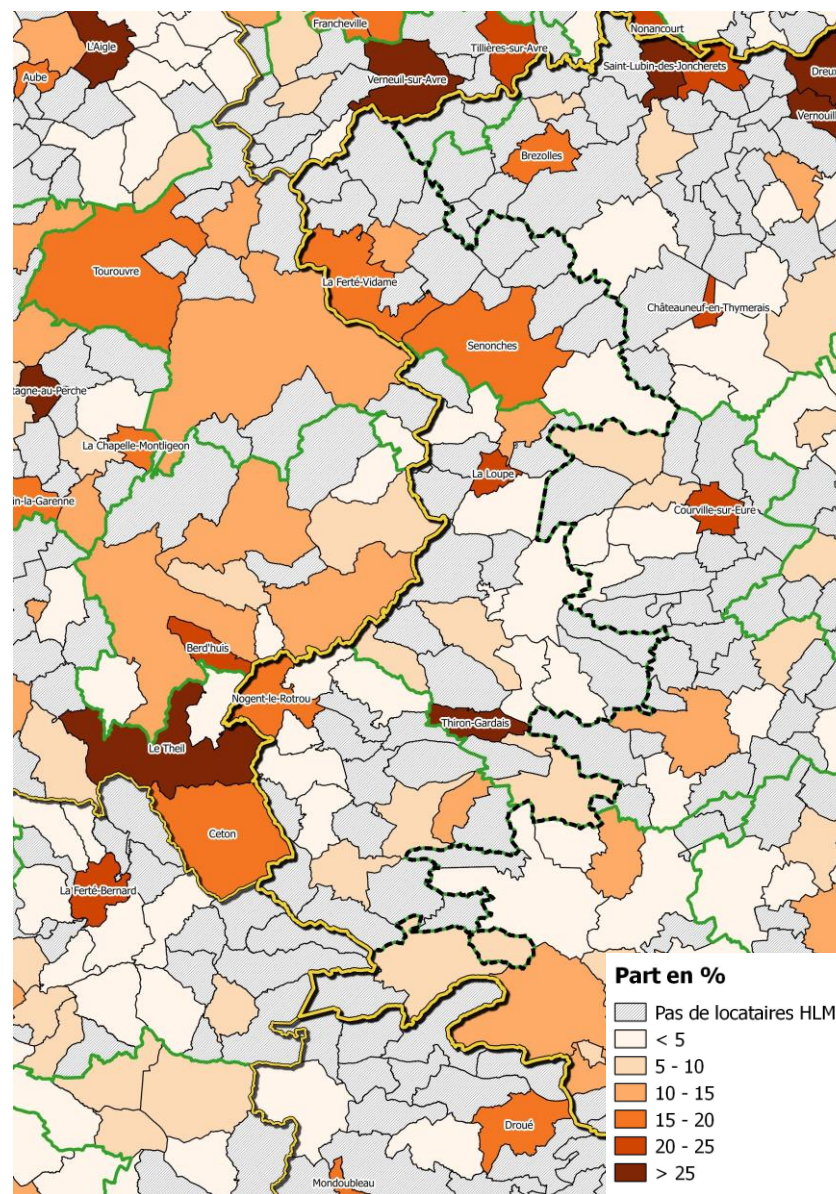 Francheville
Nonancourt
L'Aigle
Tillières-sur-Avre
Saint-Lubin-des-Joncherets
Aube
Verneuil-sur-Avre
Dreux
Vernouill
Brezolles
Tourouvre
La Ferté-Vidame
Châteauneuf-en-Thymerais
Senonches
tagne-au-Perche
La Chapelle-Montligeon
La Loupe
in-la-Garenne
Courville-sur-Eure
Berd'huis
Nogent-le-Rotrou
Thiron-Gardais
Le Theil
Ceton
La Ferté-Bernard
Part en %
Pas de locataires HLM
< 5
5 - 10
10 - 15
15 - 20
20 - 25
> 25
Droué
Mondoubleau